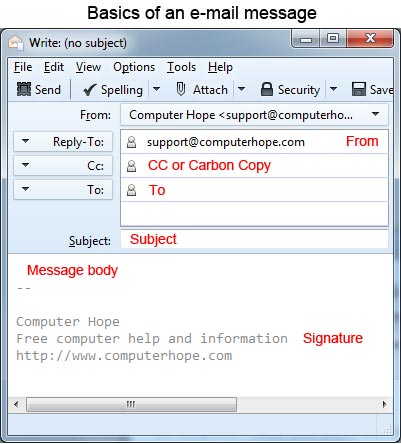 Basics of an e-mail message
Write: (no subject)
File Edit View Options Tools Help
Send Spelling Attach Security Save
From: Computer Hope <support@computerho...
Reply-To: support@computerhope.com From
Cc: CC or Carbon Copy
To: To
Subject: Subject
Message body
--
Computer Hope
Free computer help and information Signature
http://www.computerhope.com